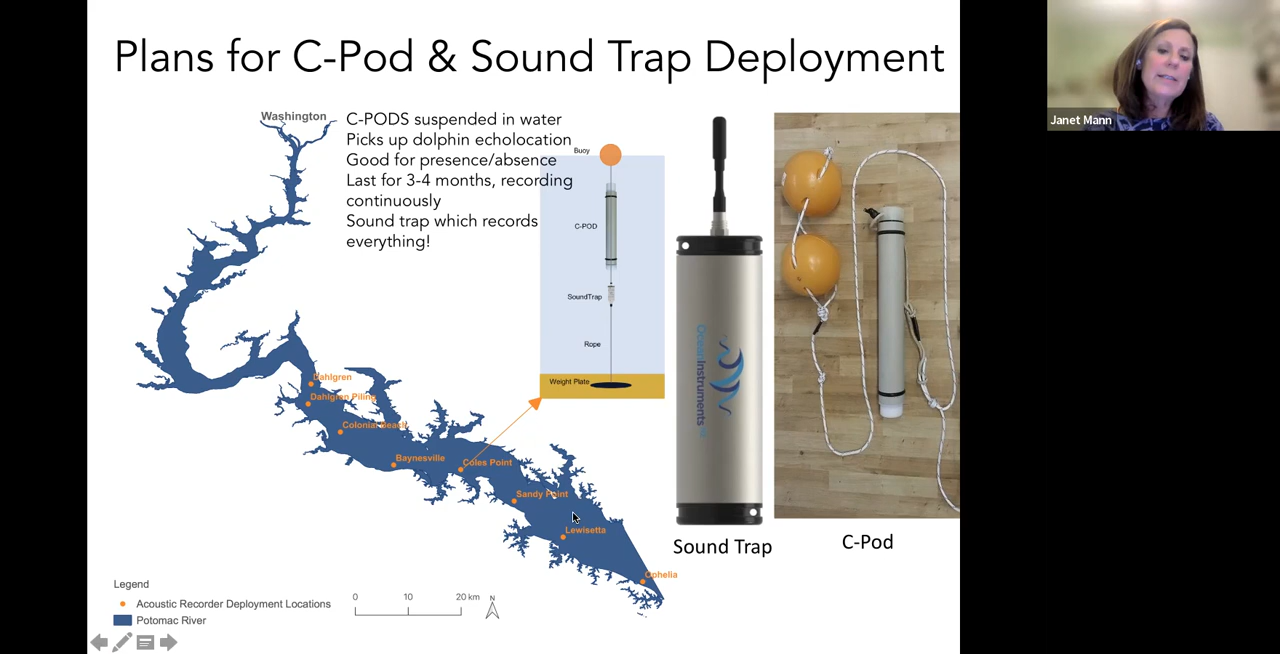 Plans for C-Pod & Sound Trap Deployment
Janet Mann
Washington
C-PODS suspended in water
Picks up dolphin echolocation
Good for presence/absence
Last for 3-4 months, recording
continuously
Sound trap which records
everything!
Buoy
C-POD
SoundTrap
Rope
Weight Plate
OceanInstruments
Dahlgren
Dahlgren Piling
Colonial Beach
Baynesville
Coles Point
Sandy Point
Lewisetta
Ophelia
Sound Trap
C-Pod
Legend
Acoustic Recorder Deployment Locations
Potomac River
0 10 20 km
N